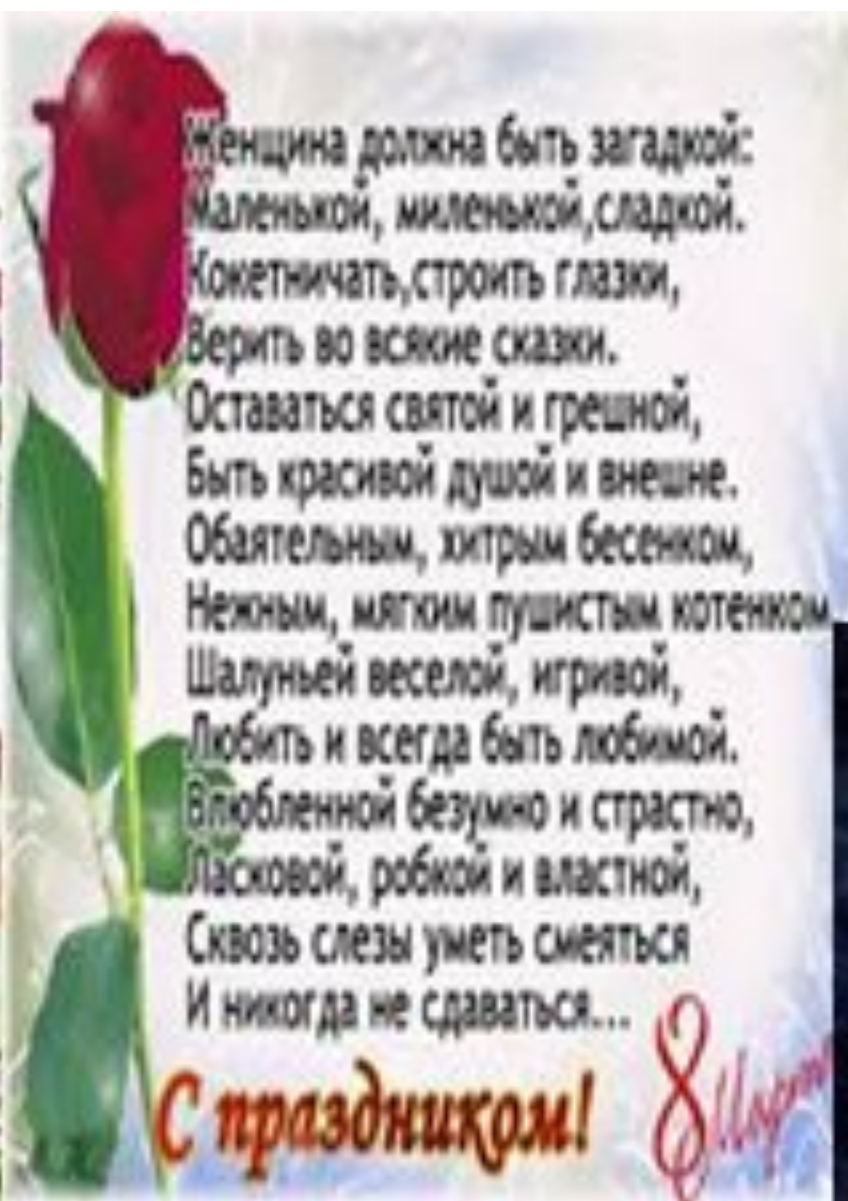 Женщина должна быть загадкой:
Маленькой, миленькой,сладкой.
Кокетничать,строить глазки,
Верить во всякие сказки.
Оставаться святой и грешной,
Быть красивой душой и внешне.
Обаятельным, хитрым бесенком,
Нежным, мягким пушистым котенком
Шалуньей веселой, игривой,
Любить и всегда быть любимой.
Влюбленной безумно и страстно,
Ласковой, робкой и властной,
Сквозь слезы уметь смеяться
И никогда не сдаваться...
С праздником!
8 Марта